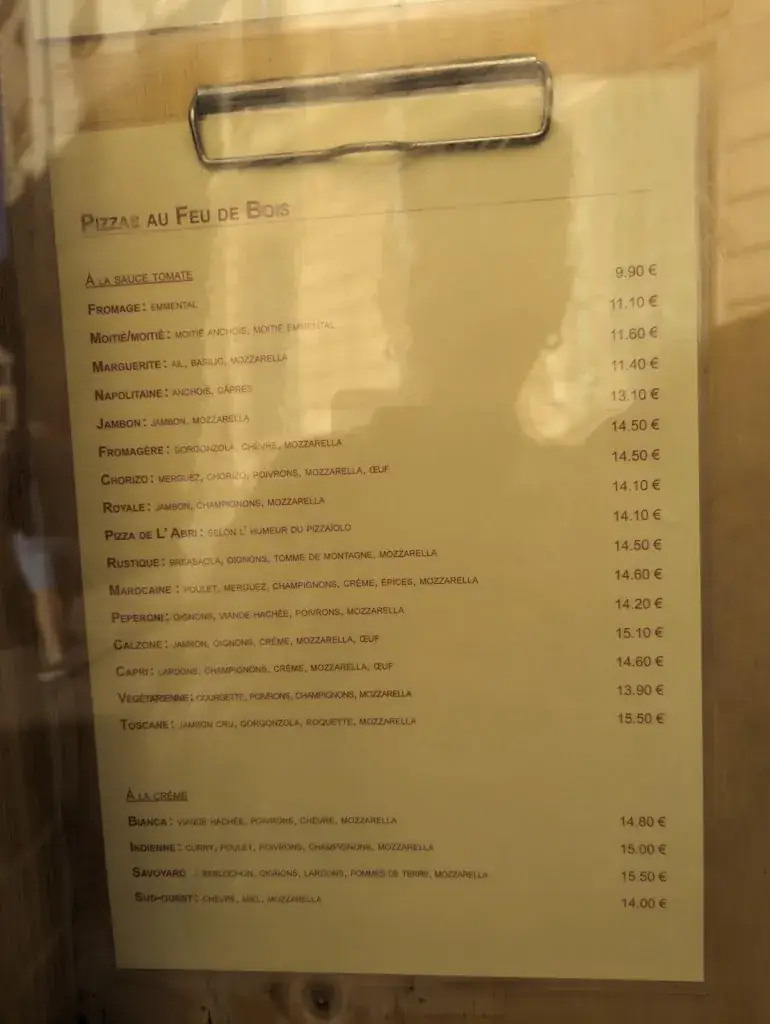 PIZZAS AU FEU DE BOIS
À LA SAUCE TOMATE
FROMAGE : EMMENTAL 9.90 €
MOITIÉ/MOITIÉ : MOITIÉ ANCHOIS, MOITIÉ EMMENTAL 11.10 €
MARGUERITE : AIL, BASILIC, MOZZARELLA 11.60 €
NAPOLITAINE : ANCHOIS, CÂPRES 11.40 €
JAMBON : JAMBON, MOZZARELLA 13.10 €
FROMAGÈRE : GORGONZOLA, CHÈVRE, MOZZARELLA 14.50 €
CHORIZO : MERGUEZ, CHORIZO, POIVRONS, MOZZARELLA, ŒUF 14.50 €
ROYALE : JAMBON, CHAMPIGNONS, MOZZARELLA 14.10 €
PIZZA DE L' ABRI : SELON L' HUMEUR DU PIZZAÏOLO 14.10 €
RUSTIQUE : BRESAOLA, OIGNONS, TOMME DE MONTAGNE, MOZZARELLA 14.50 €
MAROCAINE : POULET, MERGUEZ, CHAMPIGNONS, CRÈME, ÉPICES, MOZZARELLA 14.60 €
PEPERONI : OIGNONS, VIANDE HACHÉE, POIVRONS, MOZZARELLA 14.20 €
CALZONE : JAMBON, OIGNONS, CRÈME, MOZZARELLA, ŒUF 15.10 €
CAPRI : LARDONS, CHAMPIGNONS, CRÈME, MOZZARELLA, ŒUF 14.60 €
VÉGÉTARIENNE : COURGETTE, POIVRONS, CHAMPIGNONS, MOZZARELLA 13.90 €
TOSCANE : JAMBON CRU, GORGONZOLA, ROQUETTE, MOZZARELLA 15.50 €
À LA CRÈME
BIANCA : VIANDE HACHÉE, POIVRONS, CHÈVRE, MOZZARELLA 14.80 €
INDIENNE : CURRY, POULET, POIVRONS, CHAMPIGNONS, MOZZARELLA 15.00 €
SAVOYARD : REBLOCHON, OIGNONS, LARDONS, POMMES DE TERRE, MOZZARELLA 15.50 €
SUD-OUEST : CHÈVRE, MIEL, MOZZARELLA 14.00 €